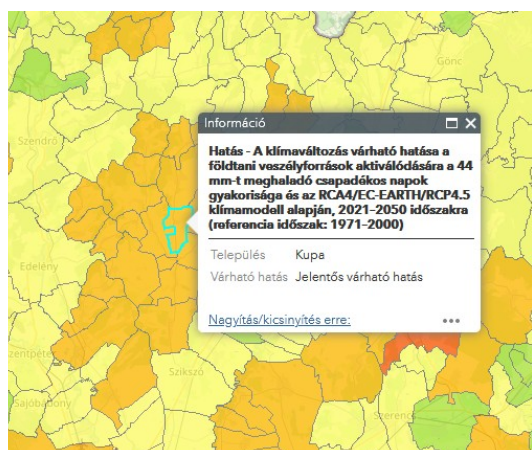 Gönc
Szendrő
Információ
Hatás - A klímaváltozás várható hatása a
földtani veszélyforrások aktiválódására a 44
mm-t meghaladó csapadékos napok
gyakorisága és az RCA4/EC-EARTH/RCP4.5
klímamodell alapján, 2021-2050 időszakra
(referencia időszak: 1971-2000)
Település Kupa
Várható hatás Jelentős várható hatás
Nagyítás/kicsinyítés erre:
Edelény
zentpéter
Szikszó
Sajóbábony
Szerencs